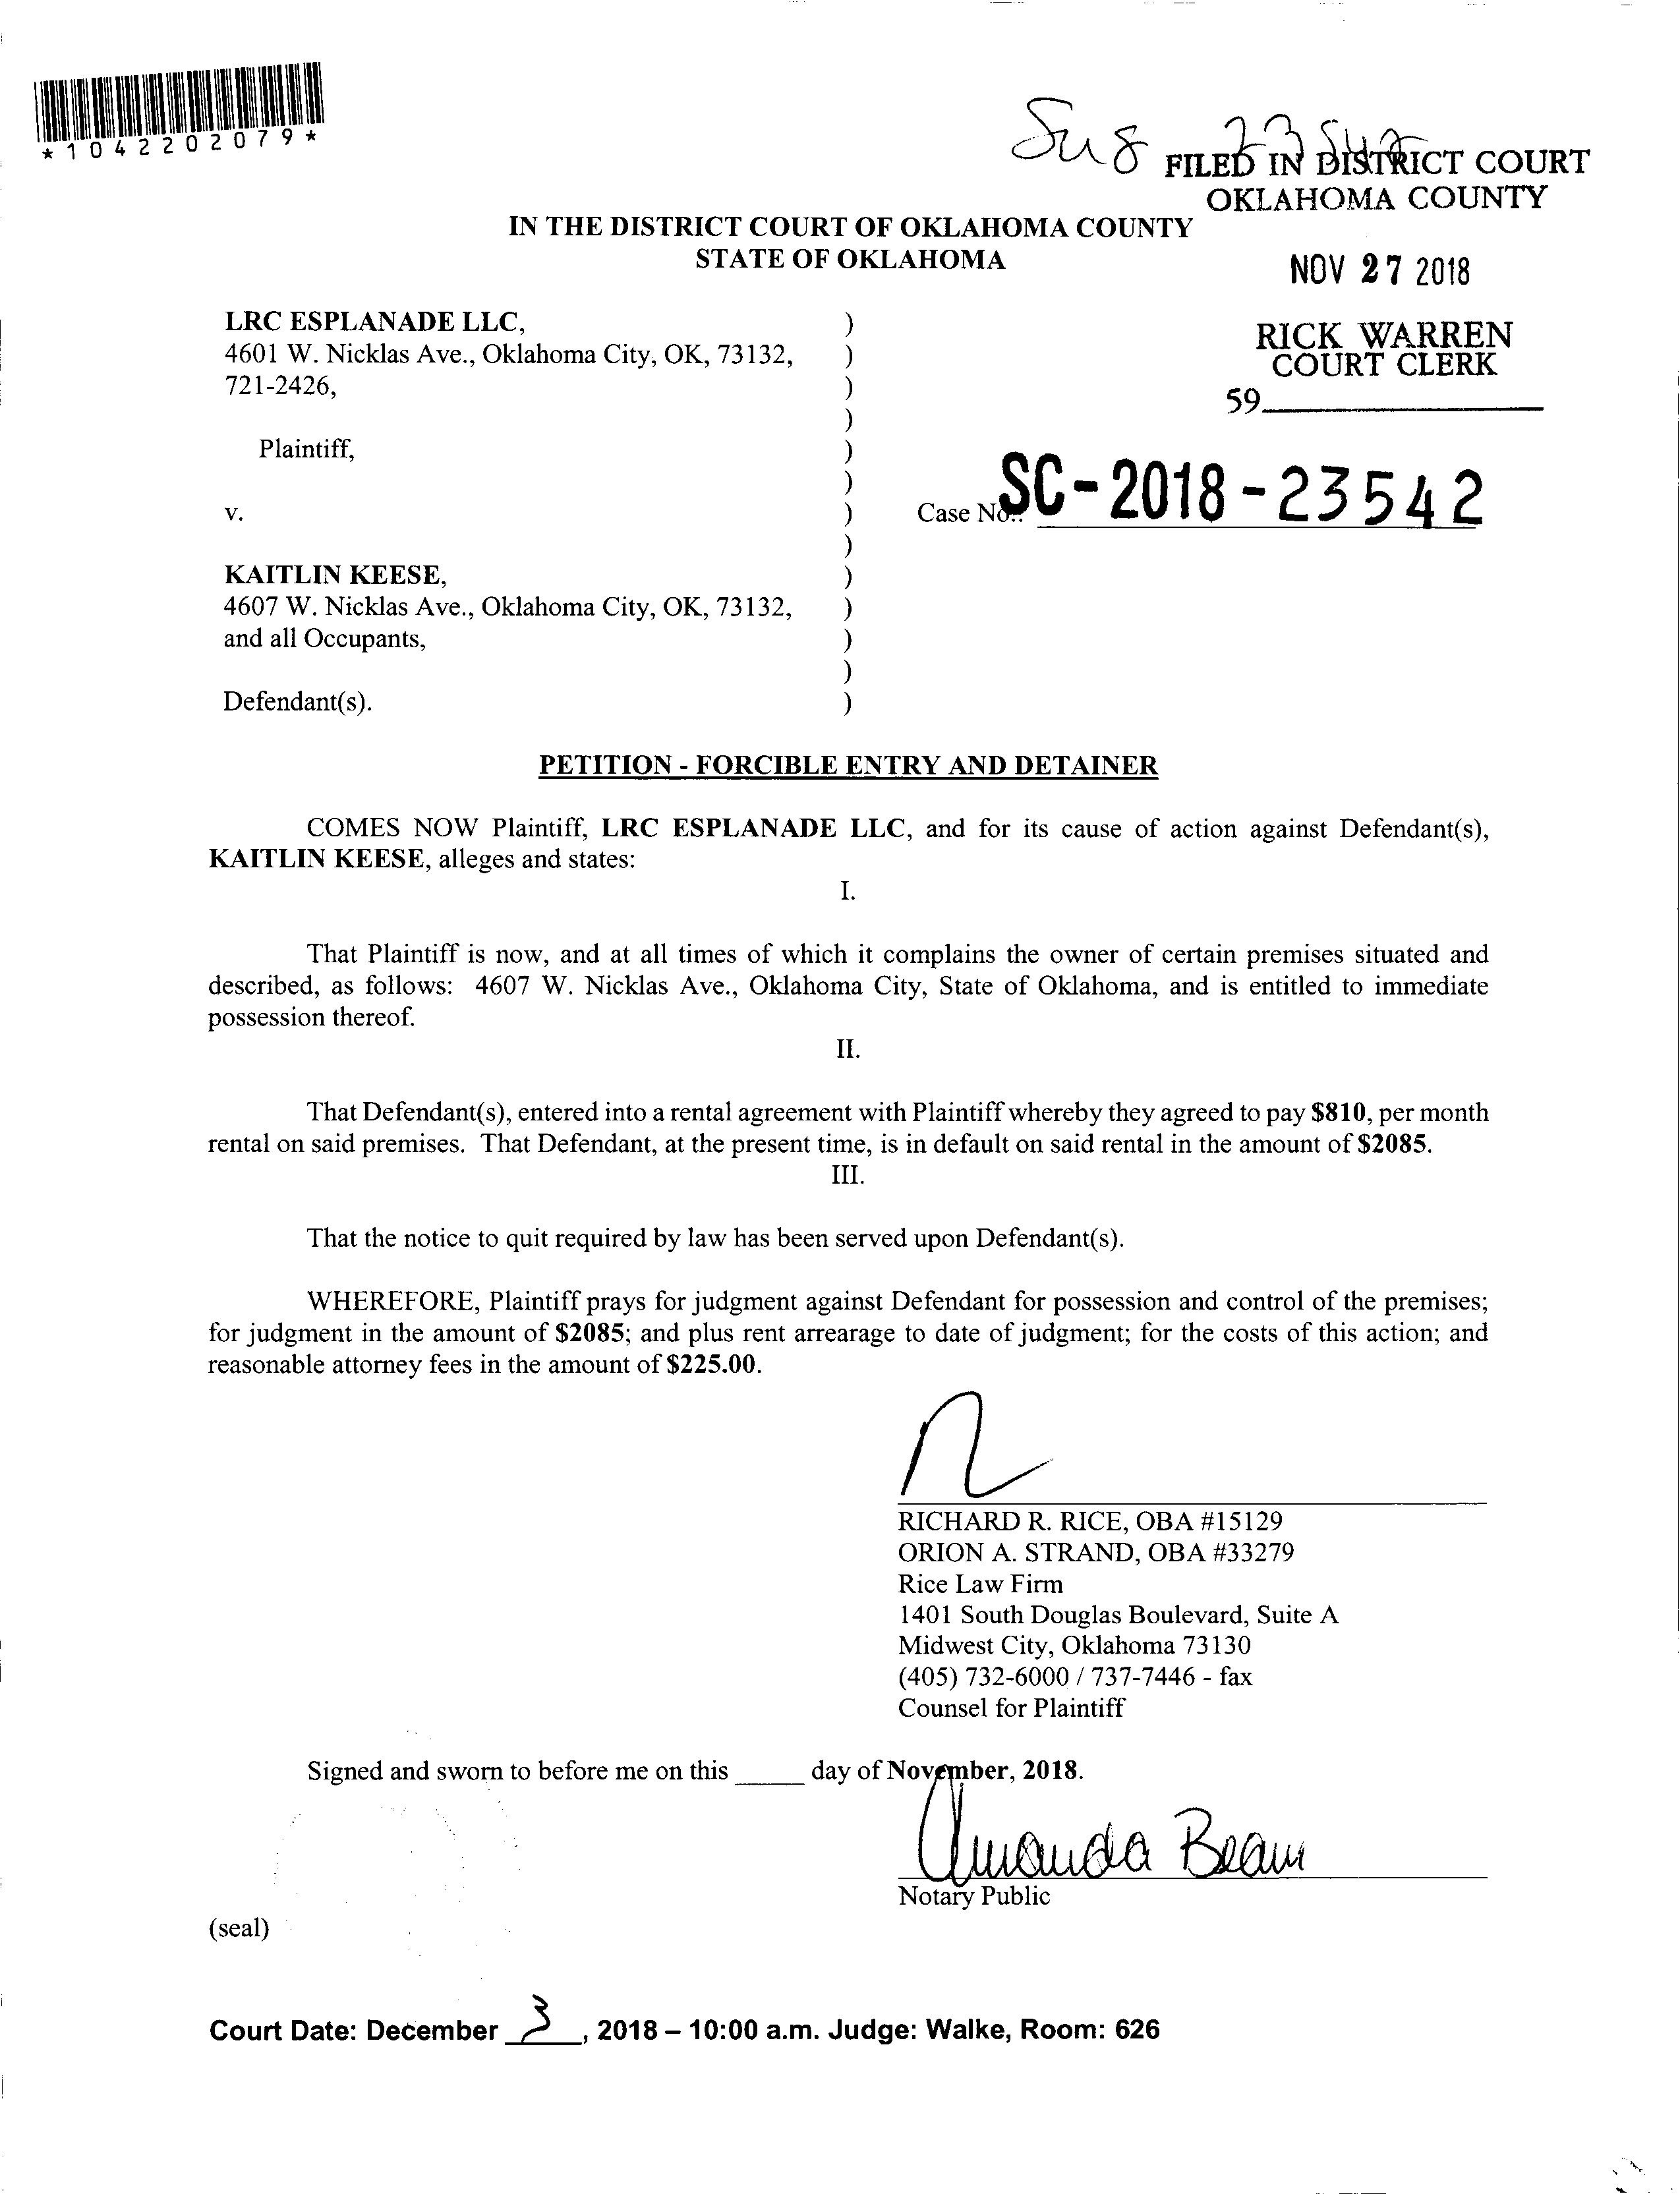 *1042202079*
FILED IN DISTRICT COURT
OKLAHOMA COUNTY
IN THE DISTRICT COURT OF OKLAHOMA COUNTY
STATE OF OKLAHOMA
NOV 27 2018
RICK WARREN
COURT CLERK
59
LRC ESPLANADE LLC, )
4601 W. Nicklas Ave., Oklahoma City, OK, 73132, )
721-2426, )
)
Plaintiff, )
)
v. ) Case No.: SC-2018-23542
)
KAITLIN KEESE, )
4607 W. Nicklas Ave., Oklahoma City, OK, 73132, )
and all Occupants, )
)
Defendant(s). )
PETITION - FORCIBLE ENTRY AND DETAINER
COMES NOW Plaintiff, LRC ESPLANADE LLC, and for its cause of action against Defendant(s),
KAITLIN KEESE, alleges and states:
I.
That Plaintiff is now, and at all times of which it complains the owner of certain premises situated and
described, as follows: 4607 W. Nicklas Ave., Oklahoma City, State of Oklahoma, and is entitled to immediate
possession thereof.
II.
That Defendant(s), entered into a rental agreement with Plaintiff whereby they agreed to pay $810, per month
rental on said premises. That Defendant, at the present time, is in default on said rental in the amount of $2085.
III.
That the notice to quit required by law has been served upon Defendant(s).
WHEREFORE, Plaintiff prays for judgment against Defendant for possession and control of the premises;
for judgment in the amount of $2085; and plus rent arrearage to date of judgment; for the costs of this action; and
reasonable attorney fees in the amount of $225.00.
RICHARD R. RICE, OBA #15129
ORION A. STRAND, OBA #33279
Rice Law Firm
1401 South Douglas Boulevard, Suite A
Midwest City, Oklahoma 73130
(405) 732-6000 / 737-7446 - fax
Counsel for Plaintiff
Signed and sworn to before me on this _____ day of November, 2018.
Amanda Beam
Notary Public
(seal)
Court Date: December 3, 2018 – 10:00 a.m. Judge: Walke, Room: 626